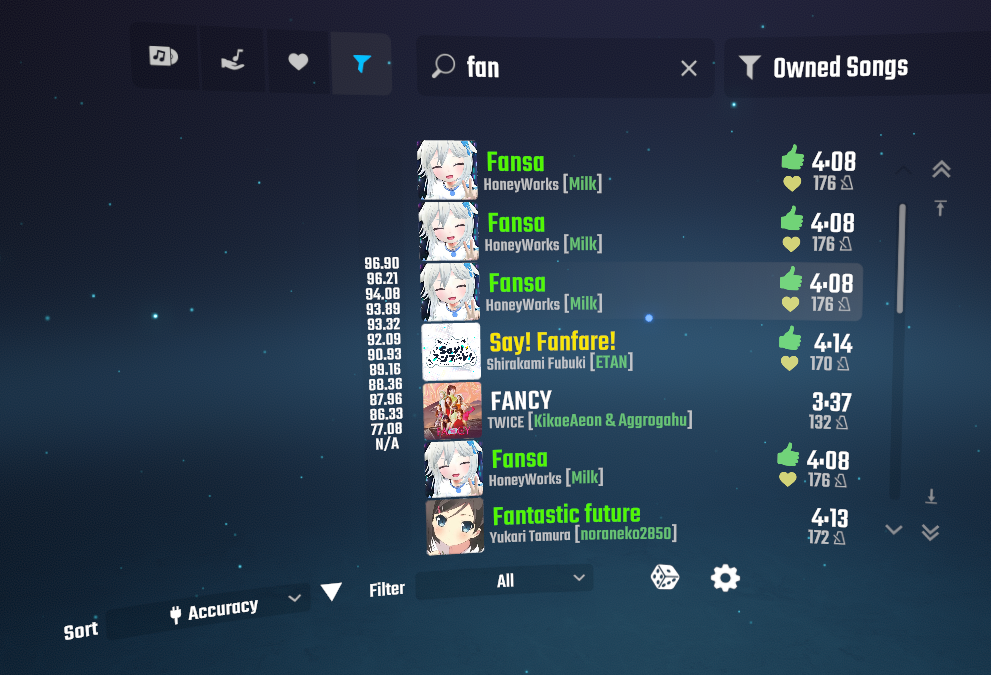 fan
Owned Songs
Fansa
HoneyWorks [Milk]
4:08
176
Fansa
HoneyWorks [Milk]
4:08
176
Fansa
HoneyWorks [Milk]
4:08
176
Say! Fanfare!
Shirakami Fubuki [ETAN]
4:14
170
FANCY
TWICE [KikaeAeon & Aggrogahu]
3:37
132
Fansa
HoneyWorks [Milk]
4:08
176
Fantastic future
Yukari Tamura [noraneko2850]
4:13
172
96.90
96.21
94.08
93.89
93.32
92.09
90.93
89.16
88.36
87.96
86.33
77.08
N/A
Say!
Sort
Accuracy
Filter
All